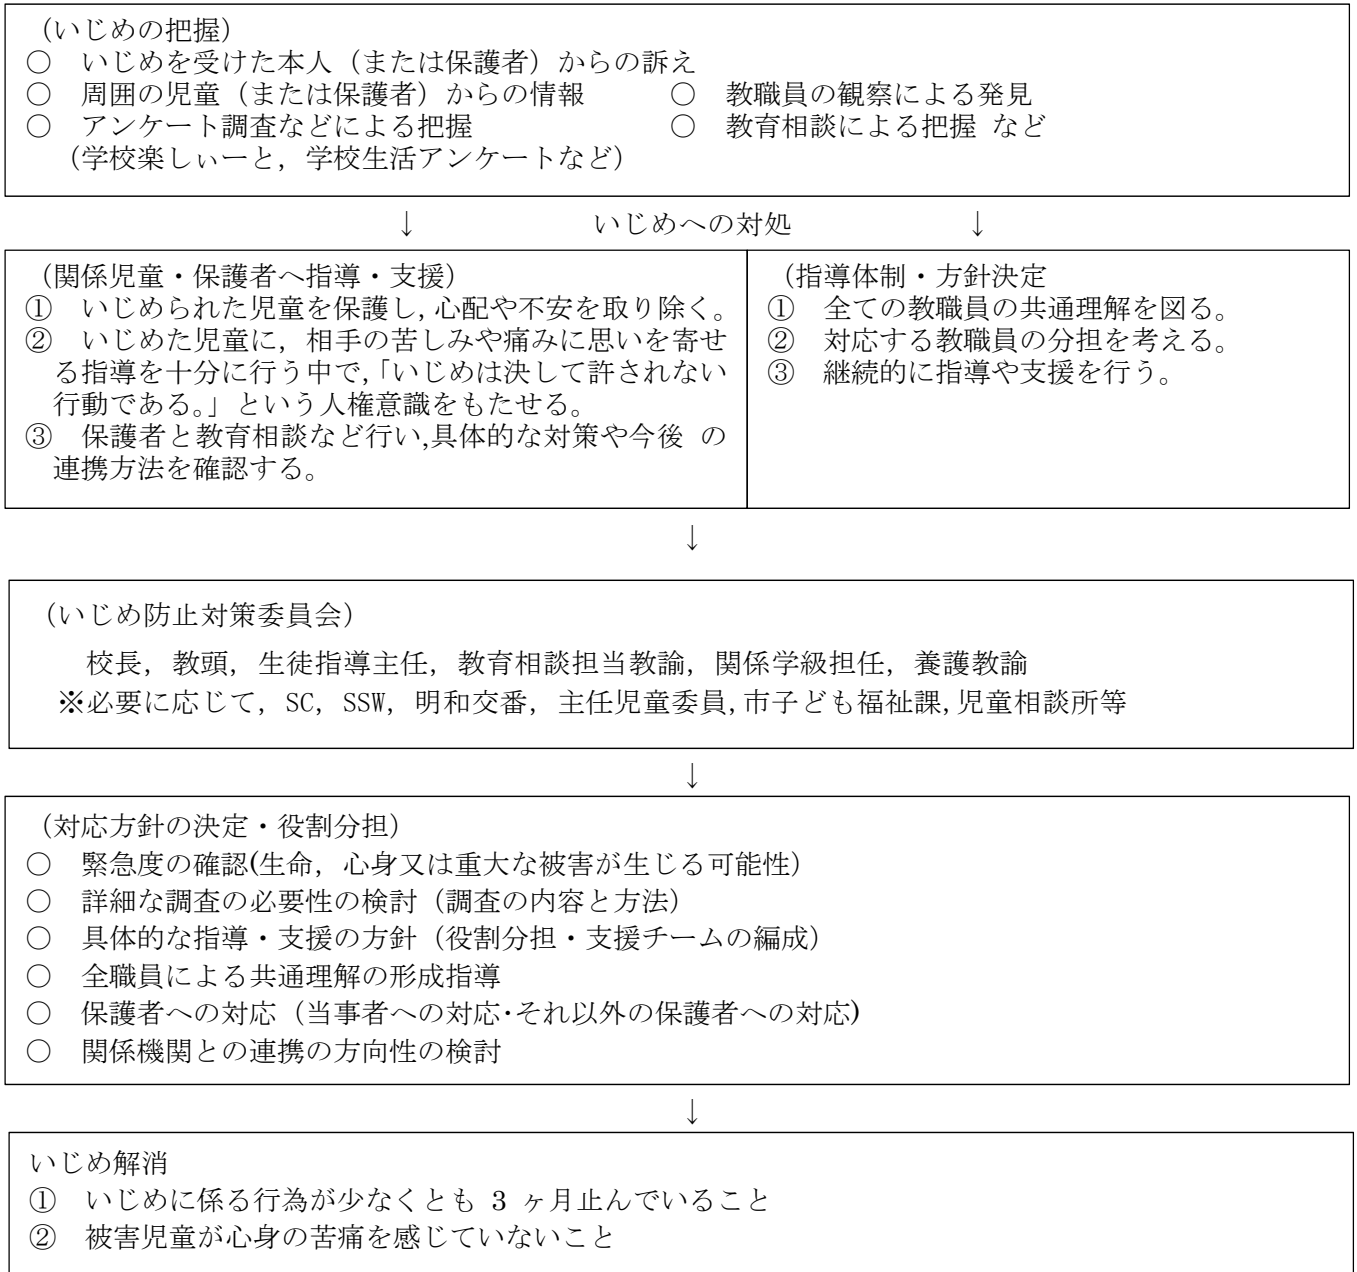 （いじめの把握）
○　いじめを受けた本人（または保護者）からの訴え
○　周囲の児童（または保護者）からの情報　　○　教職員の観察による発見
○　アンケート調査などによる把握　　○　教育相談による把握 など
（学校楽しぃーと，学校生活アンケートなど）
↓　いじめへの対処　↓
（関係児童・保護者へ指導・支援）
①　いじめられた児童を保護し,心配や不安を取り除く。
②　いじめた児童に，相手の苦しみや痛みに思いを寄せ
る指導を十分に行う中で,「いじめは決して許されない
行動である。」という人権意識をもたせる。
③　保護者と教育相談など行い,具体的な対策や今後 の
連携方法を確認する。
（指導体制・方針決定
①　全ての教職員の共通理解を図る。
②　対応する教職員の分担を考える。
③　継続的に指導や支援を行う。
↓
（いじめ防止対策委員会）
校長，教頭，生徒指導主任，教育相談担当教諭，関係学級担任，養護教諭
※必要に応じて，SC，SSW，明和交番，主任児童委員,市子ども福祉課,児童相談所等
↓
（対応方針の決定・役割分担）
○　緊急度の確認(生命，心身又は重大な被害が生じる可能性）
○　詳細な調査の必要性の検討（調査の内容と方法）
○　具体的な指導・支援の方針（役割分担・支援チームの編成）
○　全職員による共通理解の形成指導
○　保護者への対応（当事者への対応･それ以外の保護者への対応)
○　関係機関との連携の方向性の検討
↓
いじめ解消
①　いじめに係る行為が少なくとも 3 ヶ月止んでいること
②　被害児童が心身の苦痛を感じていないこと